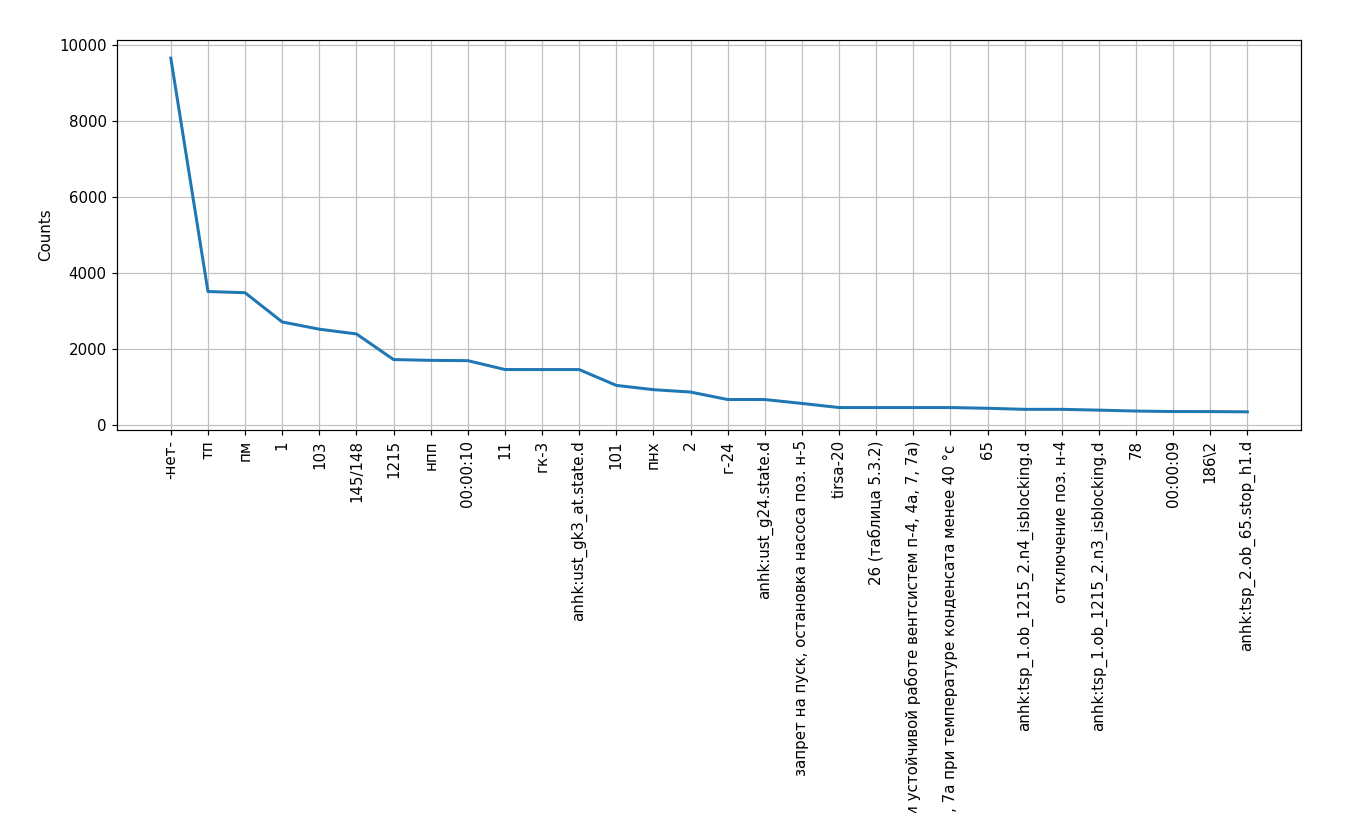 10000
8000
6000
4000
2000
0
Counts
-нет-
тп
пм
1
103
145/148
1215
нпп
00:00:10
11
гк-3
anhk:ust_gk3_at.state.d
101
пнх
2
г-24
anhk:ust_g24.state.d
запрет на пуск, остановка насоса поз. н-5
tirsa-20
26 (таблица 5.3.2)
устойчивой работе вентсистем п-4, 4а, 7, 7а)
, 7а при температуре конденсата менее 40 °с
65
anhk:tsp_1.ob_1215_2.n4_isblocking.d
отключение поз. н-4
anhk:tsp_1.ob_1215_2.n3_isblocking.d
78
00:00:09
186\2
anhk:tsp_2.ob_65.stop_h1.d